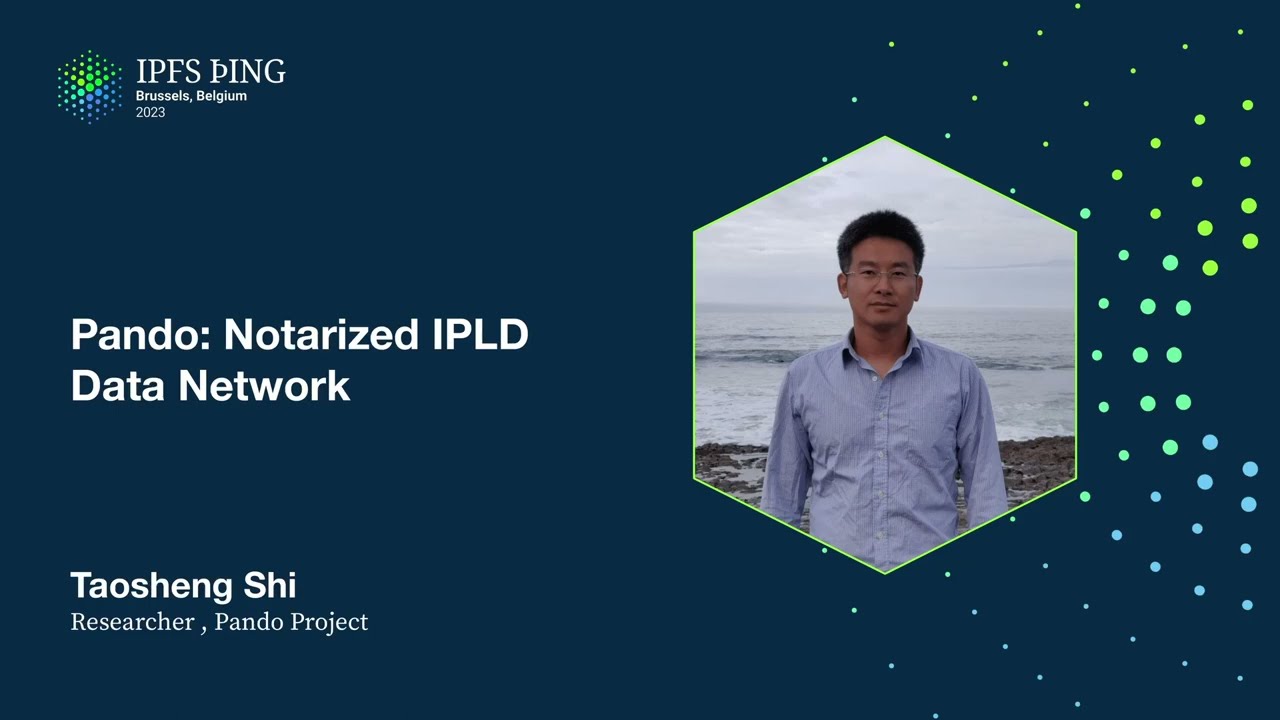 IPFS ÞING
Brussels, Belgium
2023
Pando: Notarized IPLD
Data Network
Taosheng Shi
Researcher , Pando Project